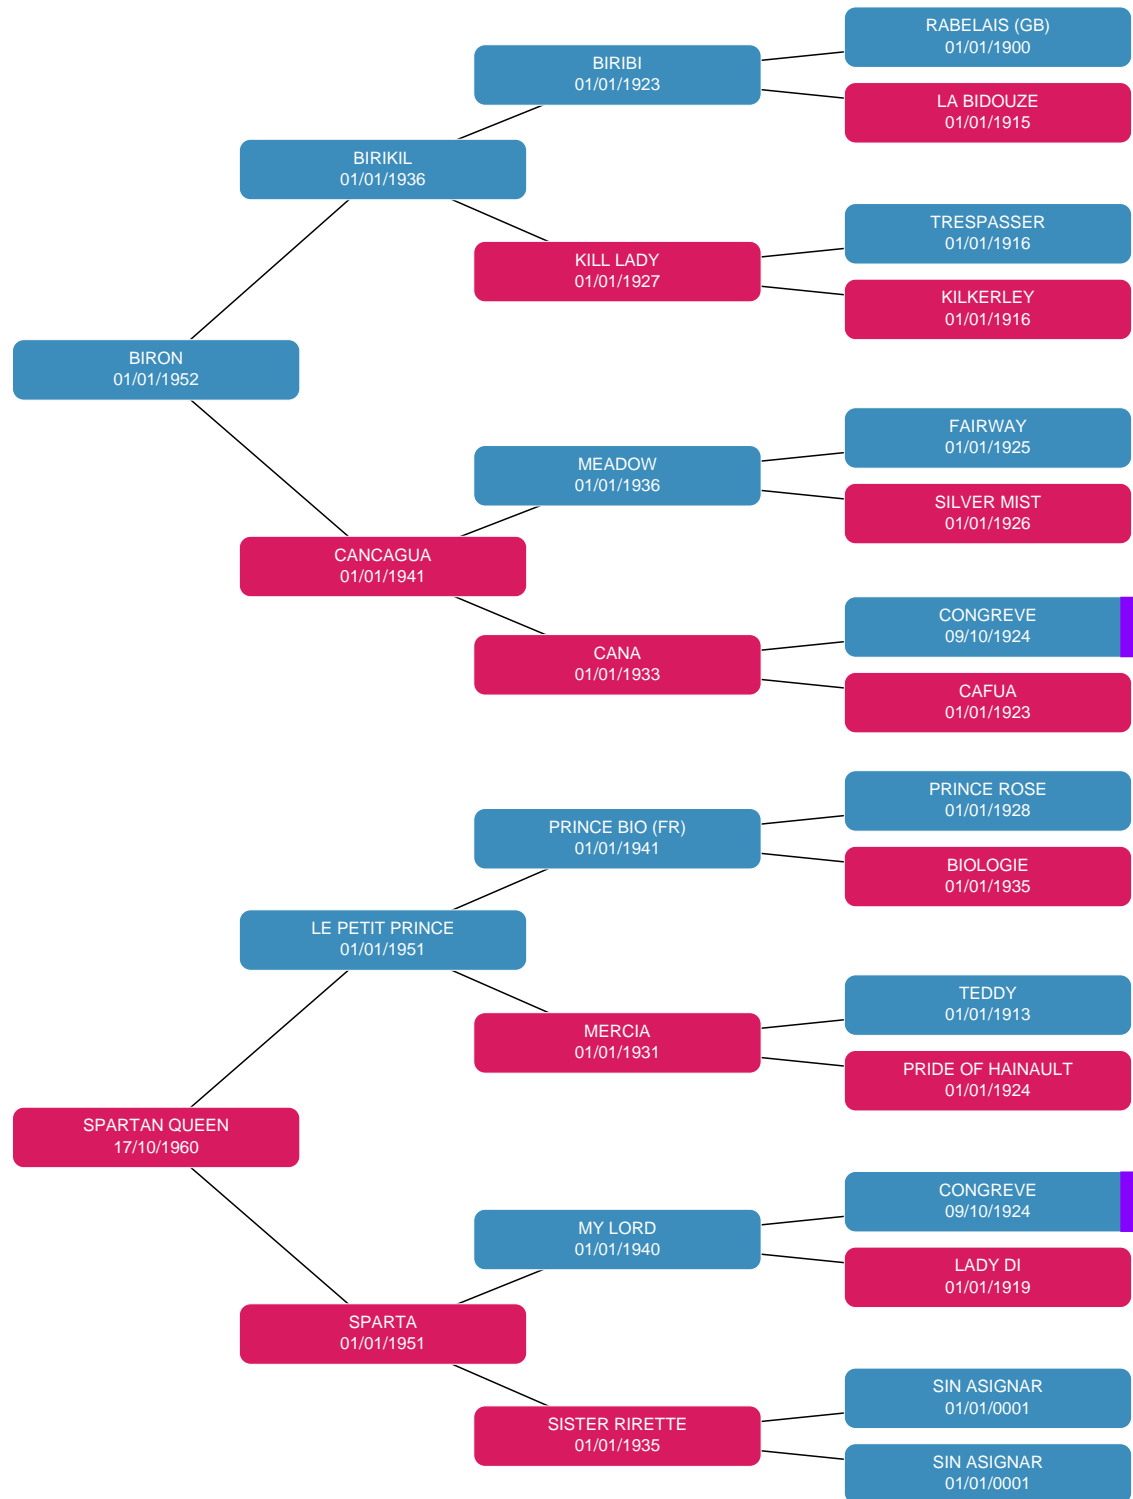 RABELAIS (GB)
01/01/1900
BIRIBI
01/01/1923
LA BIDOUZE
01/01/1915
BIRIKIL
01/01/1936
TRESPASSER
01/01/1916
KILL LADY
01/01/1927
KILKERLEY
01/01/1916
BIRON
01/01/1952
FAIRWAY
01/01/1925
MEADOW
01/01/1936
SILVER MIST
01/01/1926
CANCAGUA
01/01/1941
CONGREVE
09/10/1924
CANA
01/01/1933
CAFUA
01/01/1923
PRINCE ROSE
01/01/1928
PRINCE BIO (FR)
01/01/1941
BIOLOGIE
01/01/1935
LE PETIT PRINCE
01/01/1951
TEDDY
01/01/1913
MERCIA
01/01/1931
PRIDE OF HAINAULT
01/01/1924
SPARTAN QUEEN
17/10/1960
CONGREVE
09/10/1924
MY LORD
01/01/1940
LADY DI
01/01/1919
SPARTA
01/01/1951
SIN ASIGNAR
01/01/0001
SISTER RIRETTE
01/01/1935
SIN ASIGNAR
01/01/0001